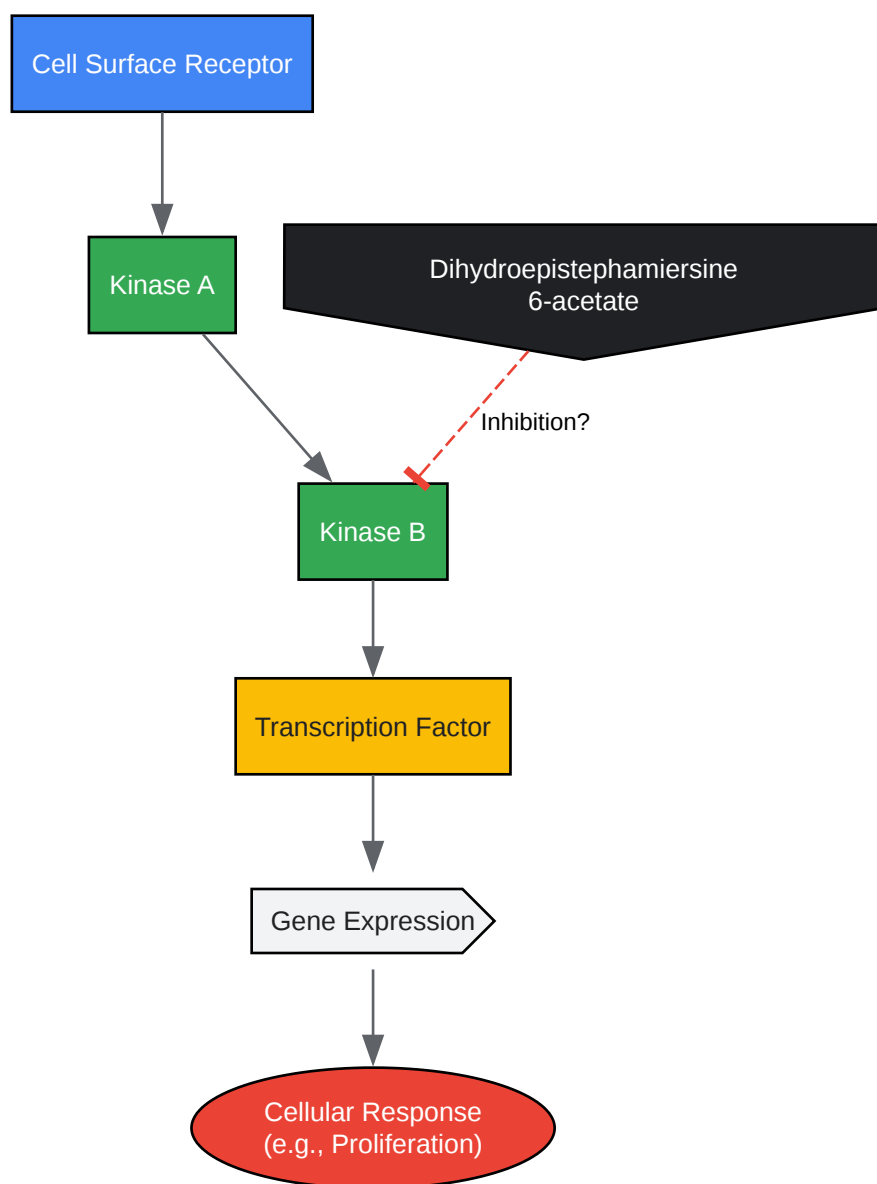 Cell Surface Receptor
Kinase A
Dihydroepistephamiersine
6-acetate
Inhibition?
Kinase B
Transcription Factor
Gene Expression
Cellular Response
(e.g., Proliferation)